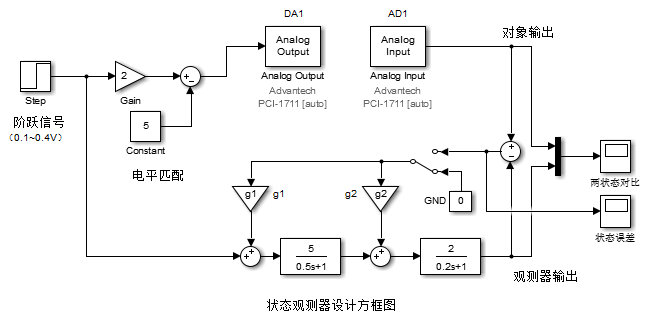 DA1
AD1
对象输出
Analog
Output
Analog
Input
2
Step
Gain
Analog Output
Analog Input
Advantech
PCI-1711 [auto]
Advantech
PCI-1711 [auto]
阶跃信号
(0.1~0.4V)
5
Constant
电平匹配
两状态对比
g1
g1
g2
g2
GND
0
状态误差
5
0.5s+1
2
0.2s+1
观测器输出
状态观测器设计方框图